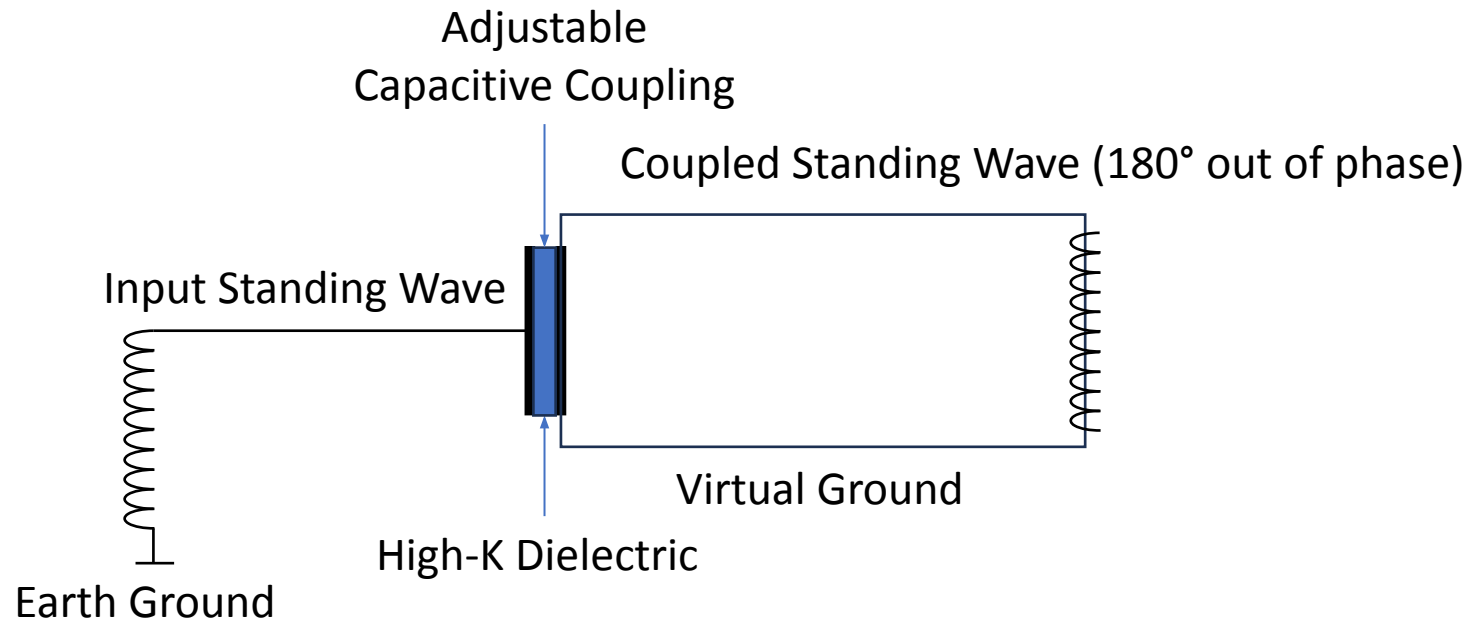 Adjustable
Capacitive Coupling
Coupled Standing Wave (180° out of phase)
Input Standing Wave
Virtual Ground
High-K Dielectric
Earth Ground